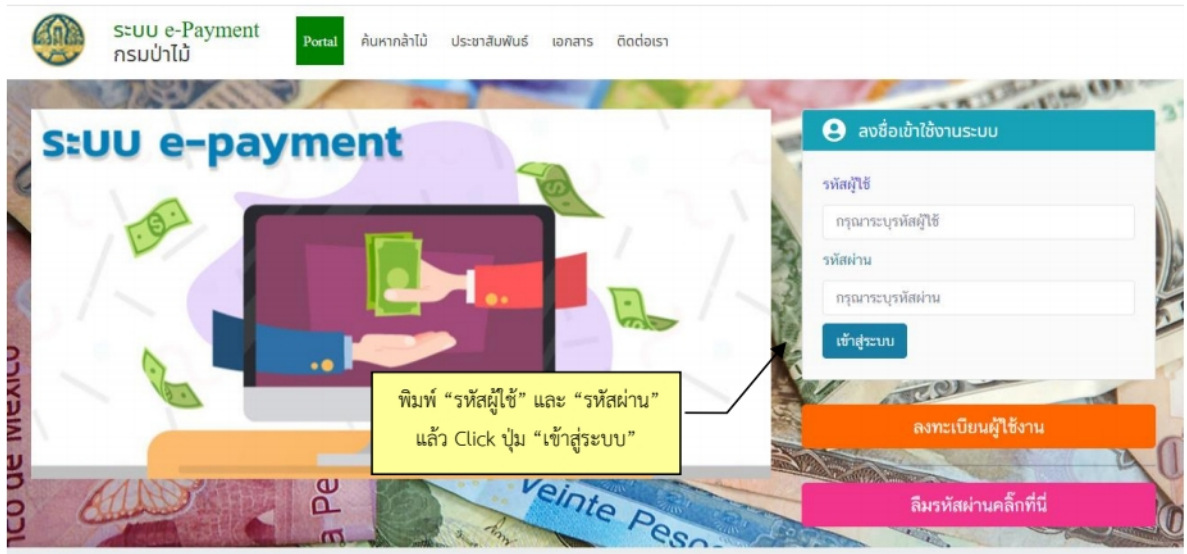 ระบบ e-Payment
กรมป่าไม้
Portal ค้นหากล้าไม้ ประชาสัมพันธ์ เอกสาร ติดต่อเรา
ระบบ e-payment
ลงชื่อเข้าใช้งานระบบ
รหัสผู้ใช้
กรุณาระบุรหัสผู้ใช้
รหัสผ่าน
กรุณาระบุรหัสผ่าน
เข้าสู่ระบบ
พิมพ์ “รหัสผู้ใช้” และ “รหัสผ่าน”
แล้ว Click ปุ่ม “เข้าสู่ระบบ”
ลงทะเบียนผู้ใช้งาน
ลืมรหัสผ่านคลิ๊กที่นี่
ico de Mexico
a Pe
Veinte Peso